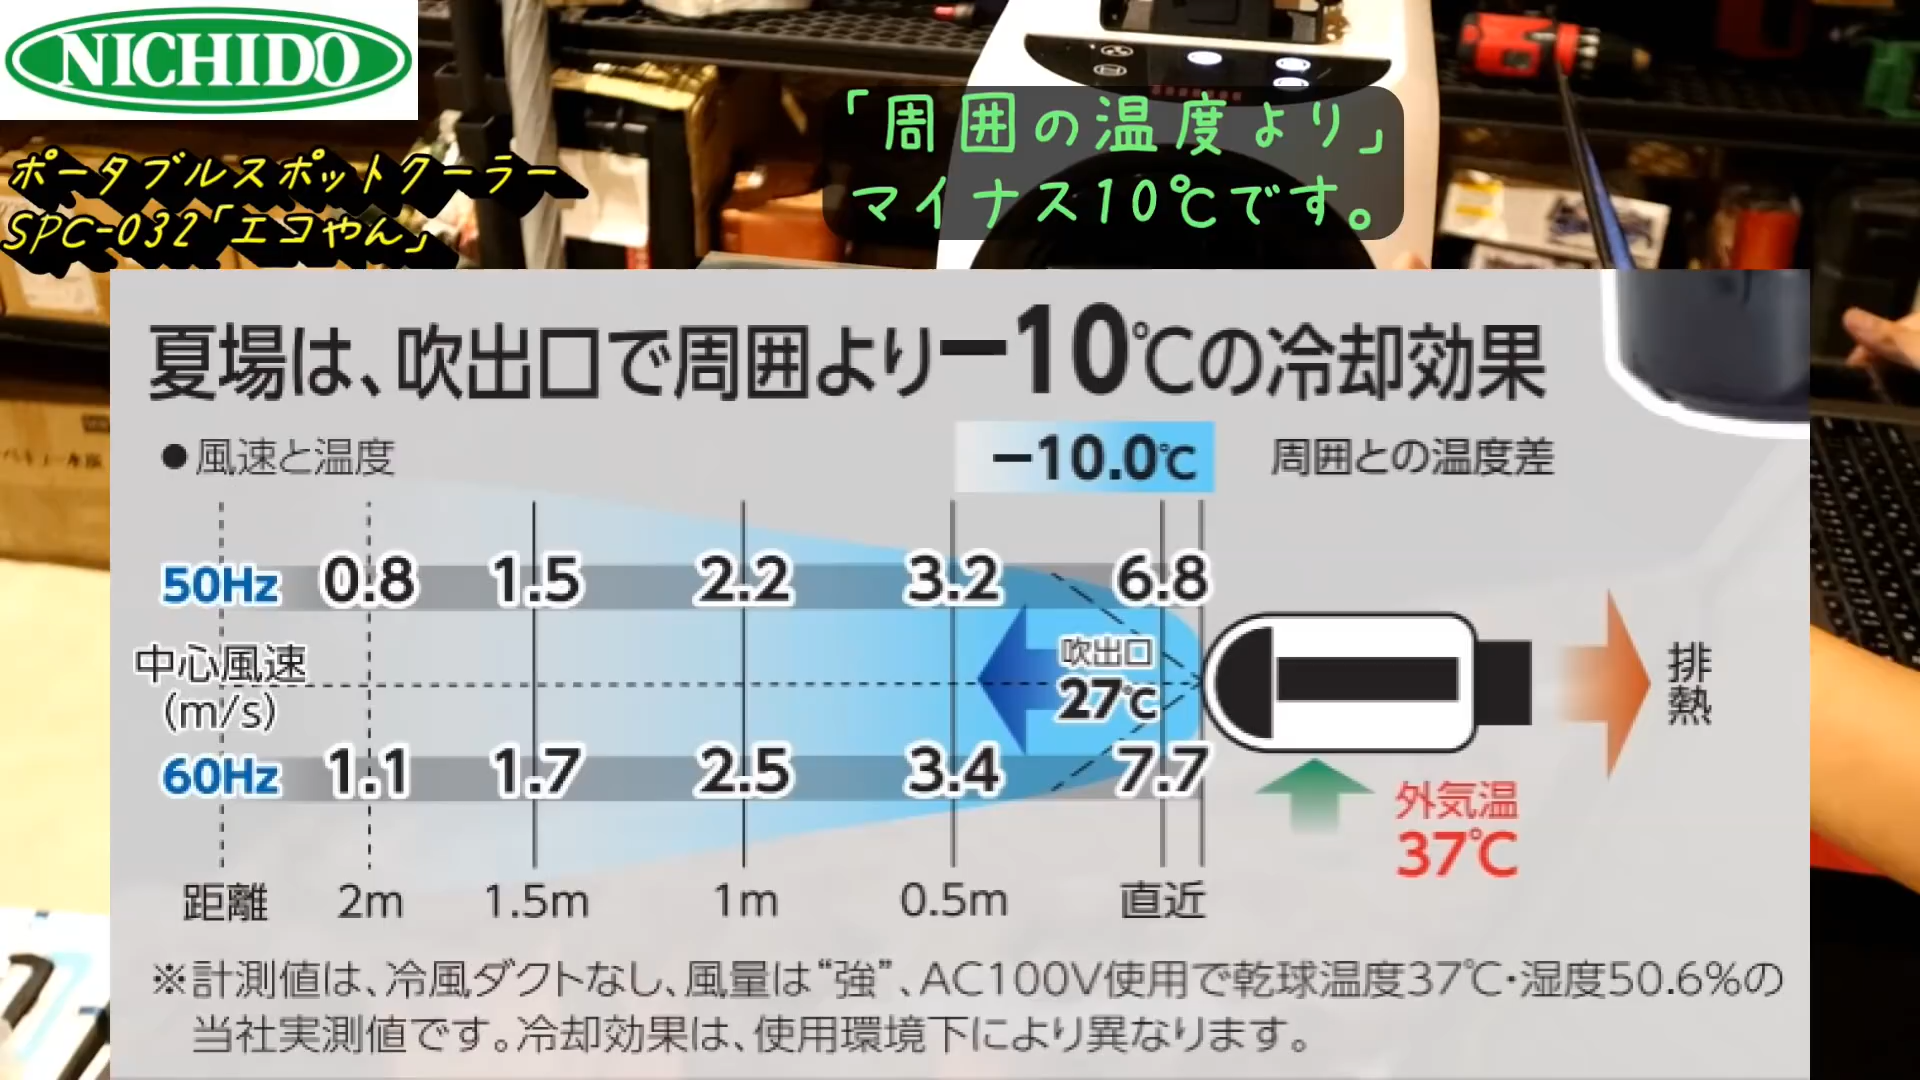 NICHIDO
ポータブルスポットクーラー
SPC-032「エコやん」
「周囲の温度より」
マイナス10℃です。
夏場は、吹出口で周囲より−10℃の冷却効果
●風速と温度
−10.0℃ 周囲との温度差
50Hz 0.8 1.5 2.2 3.2 6.8
中心風速
(m/s)
吹出口
27℃
排熱
60Hz 1.1 1.7 2.5 3.4 7.7
外気温
37℃
距離 2m 1.5m 1m 0.5m 直近
※計測値は、冷風ダクトなし、風量は“強”、AC100V使用で乾球温度37℃・湿度50.6%の
当社実測値です。冷却効果は、使用環境下により異なります。